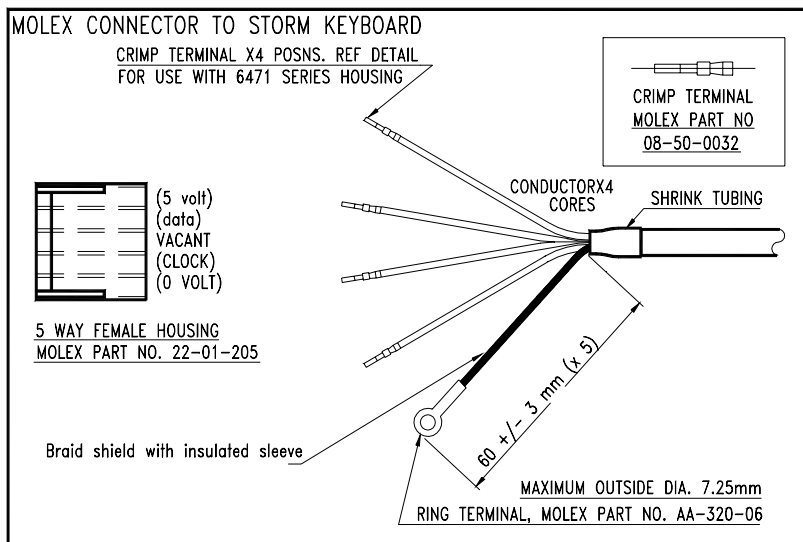 MOLEX CONNECTOR TO STORM KEYBOARD
CRIMP TERMINAL X4 POSNS. REF DETAIL
FOR USE WITH 6471 SERIES HOUSING
CRIMP TERMINAL
MOLEX PART NO
08-50-0032
CONDUCTORX4
CORES
SHRINK TUBING
(5 volt)
(data)
VACANT
(CLOCK)
(0 VOLT)
5 WAY FEMALE HOUSING
MOLEX PART NO. 22-01-205
60 +/- 3 mm (x 5)
Braid shield with insulated sleeve
MAXIMUM OUTSIDE DIA. 7.25mm
RING TERMINAL, MOLEX PART NO. AA-320-06